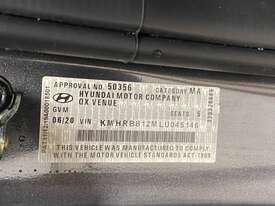 APPROVAL NO. 50356 CATEGORY MA
HYUNDAI MOTOR COMPANY
QX VENUE
GVM SEATS 5
06/20 VIN KMHRB812MLU045146
THIS VEHICLE WAS MANUFACTURED TO COMPLY
WITH THE MOTOR VEHICLE STANDARDS ACT 1989